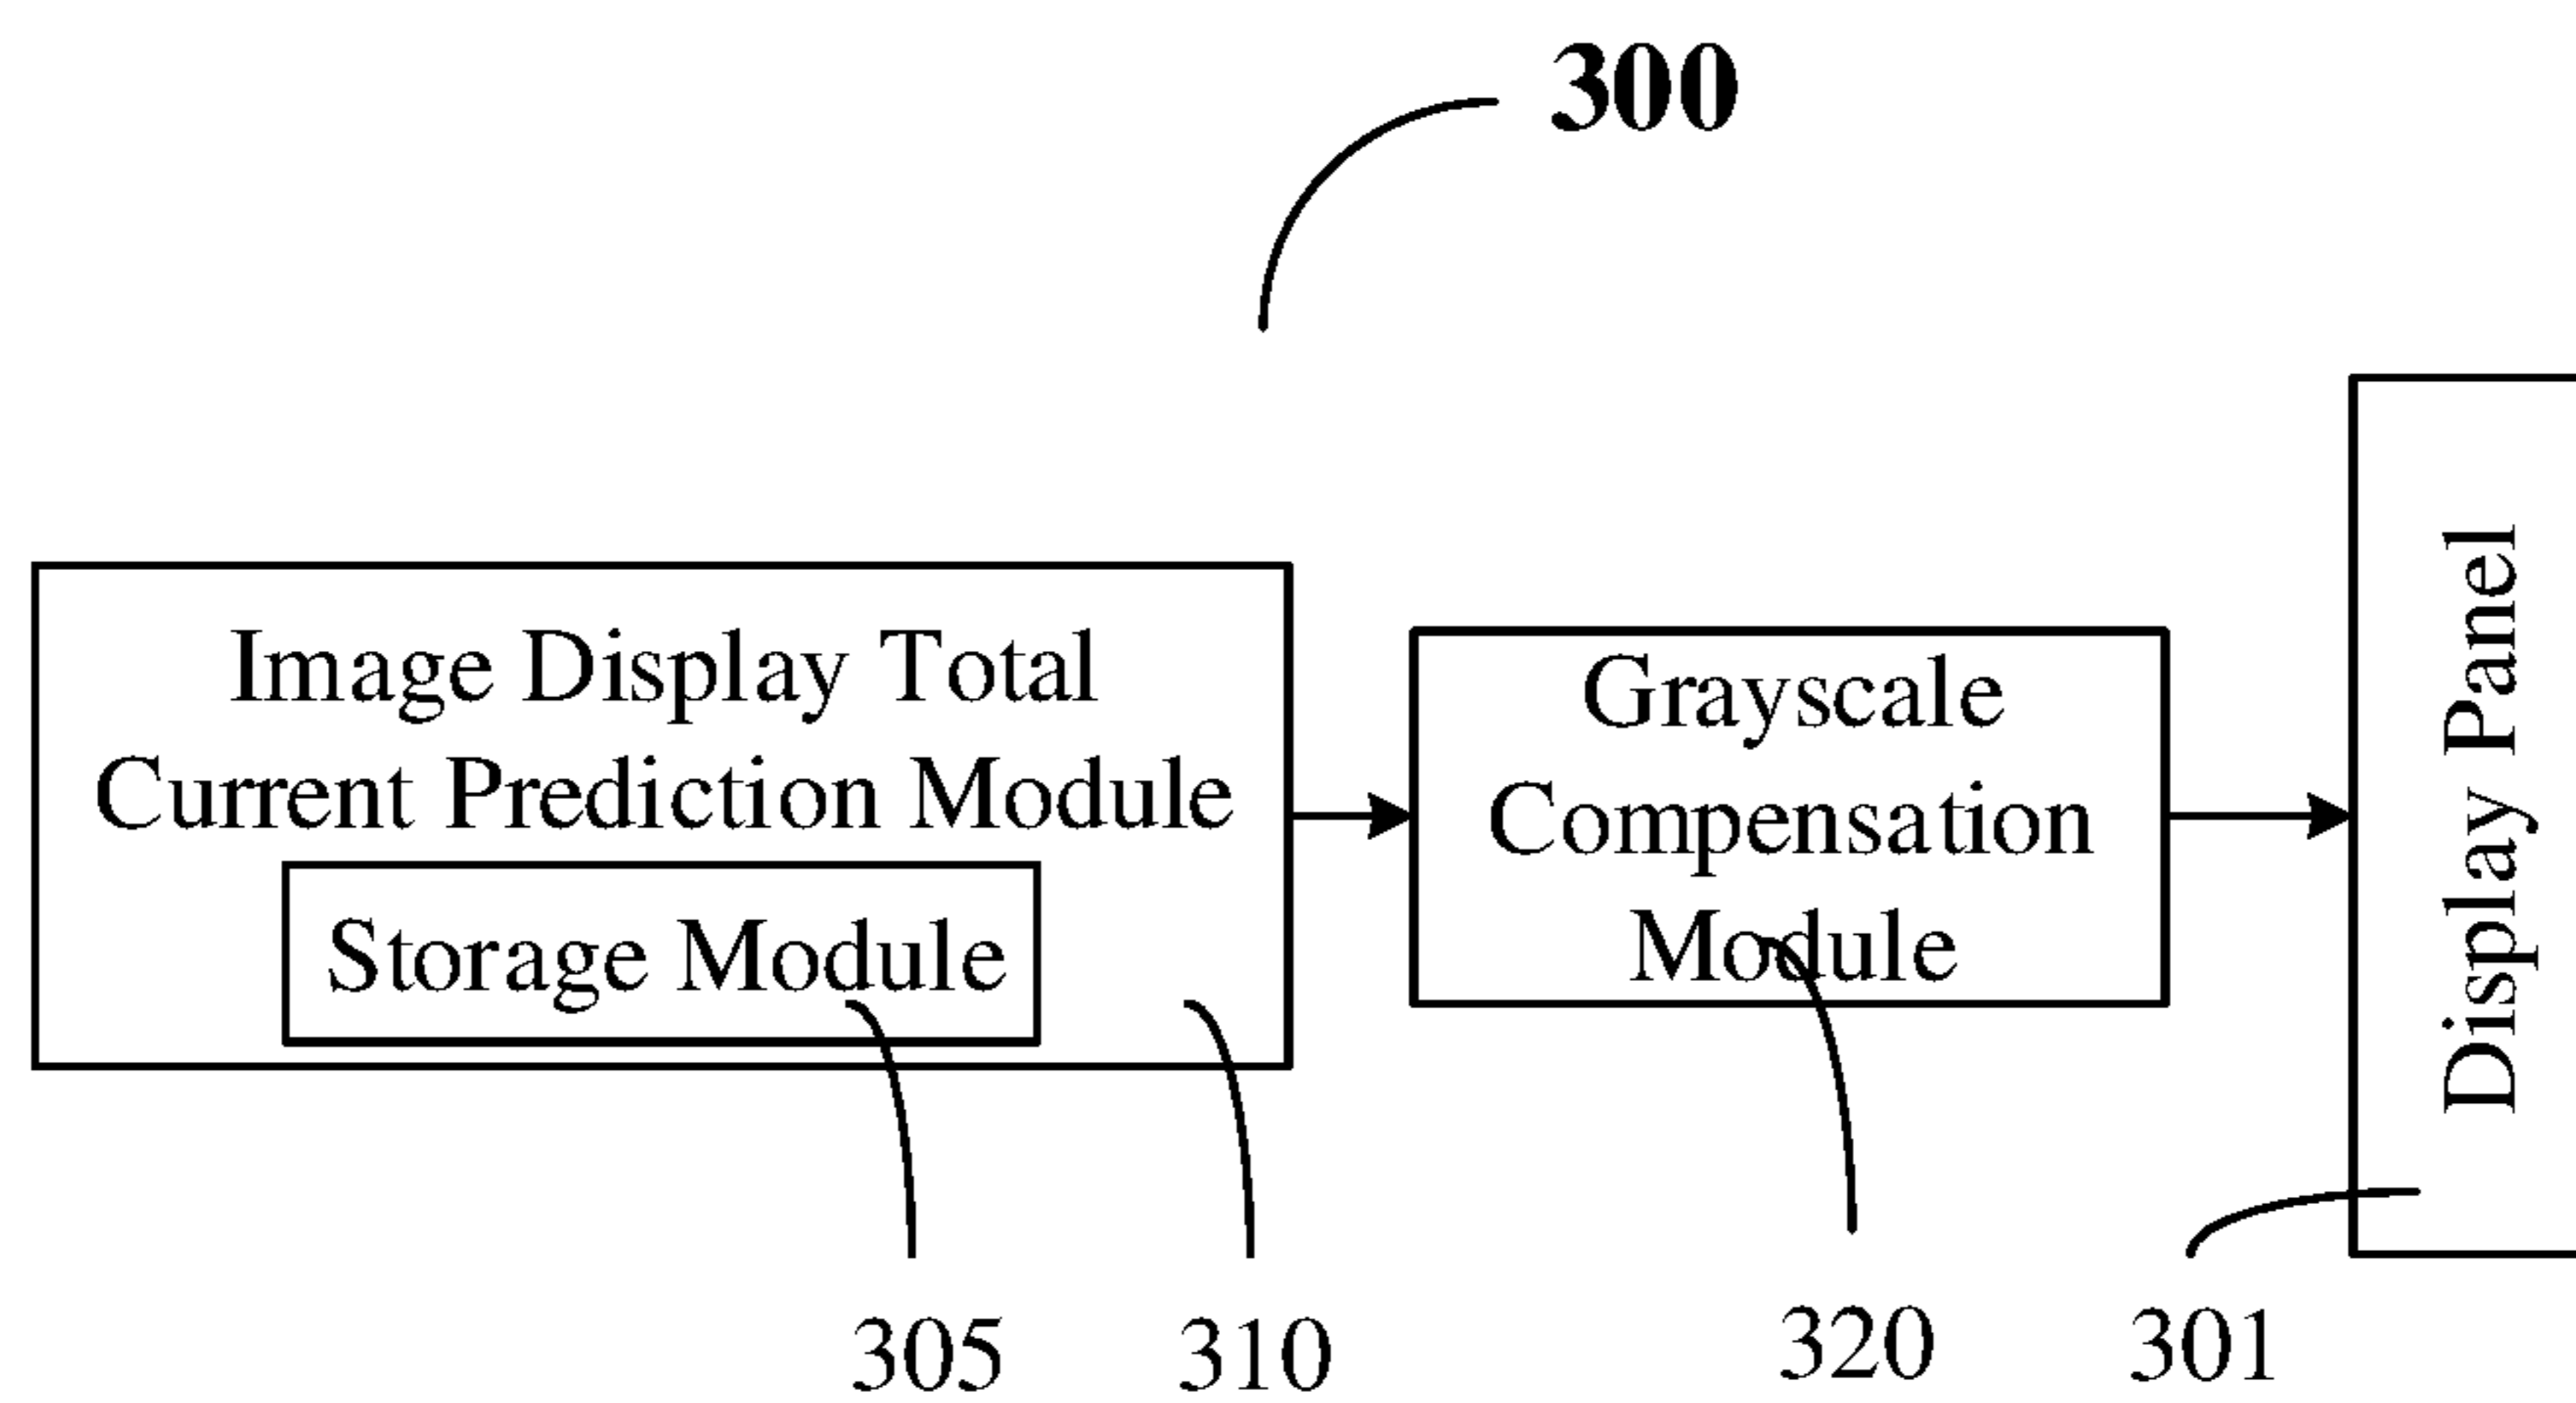 300
Image Display Total
Current Prediction Module
Storage Module
Grayscale
Compensation
Module
Display Panel
305
310
320
301